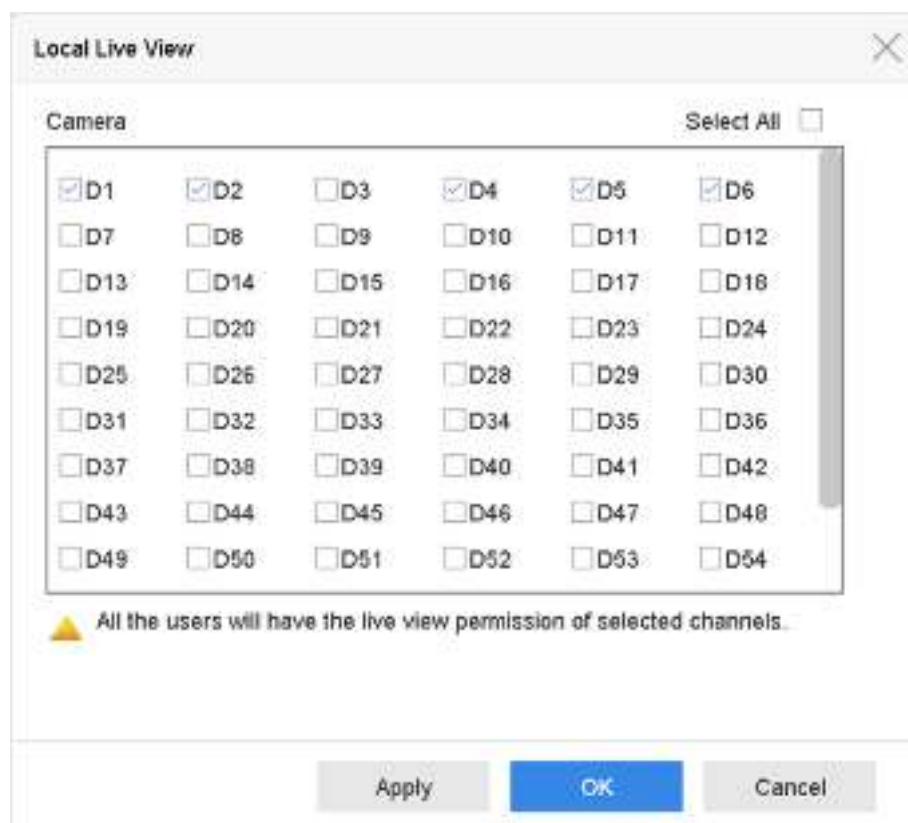 Local Live View
Camera Select All
D1 D2 D3 D4 D5 D6
D7 D8 D9 D10 D11 D12
D13 D14 D15 D16 D17 D18
D19 D20 D21 D22 D23 D24
D25 D26 D27 D28 D29 D30
D31 D32 D33 D34 D35 D36
D37 D38 D39 D40 D41 D42
D43 D44 D45 D46 D47 D48
D49 D50 D51 D52 D53 D54
All the users will have the live view permission of selected channels.
Apply OK Cancel